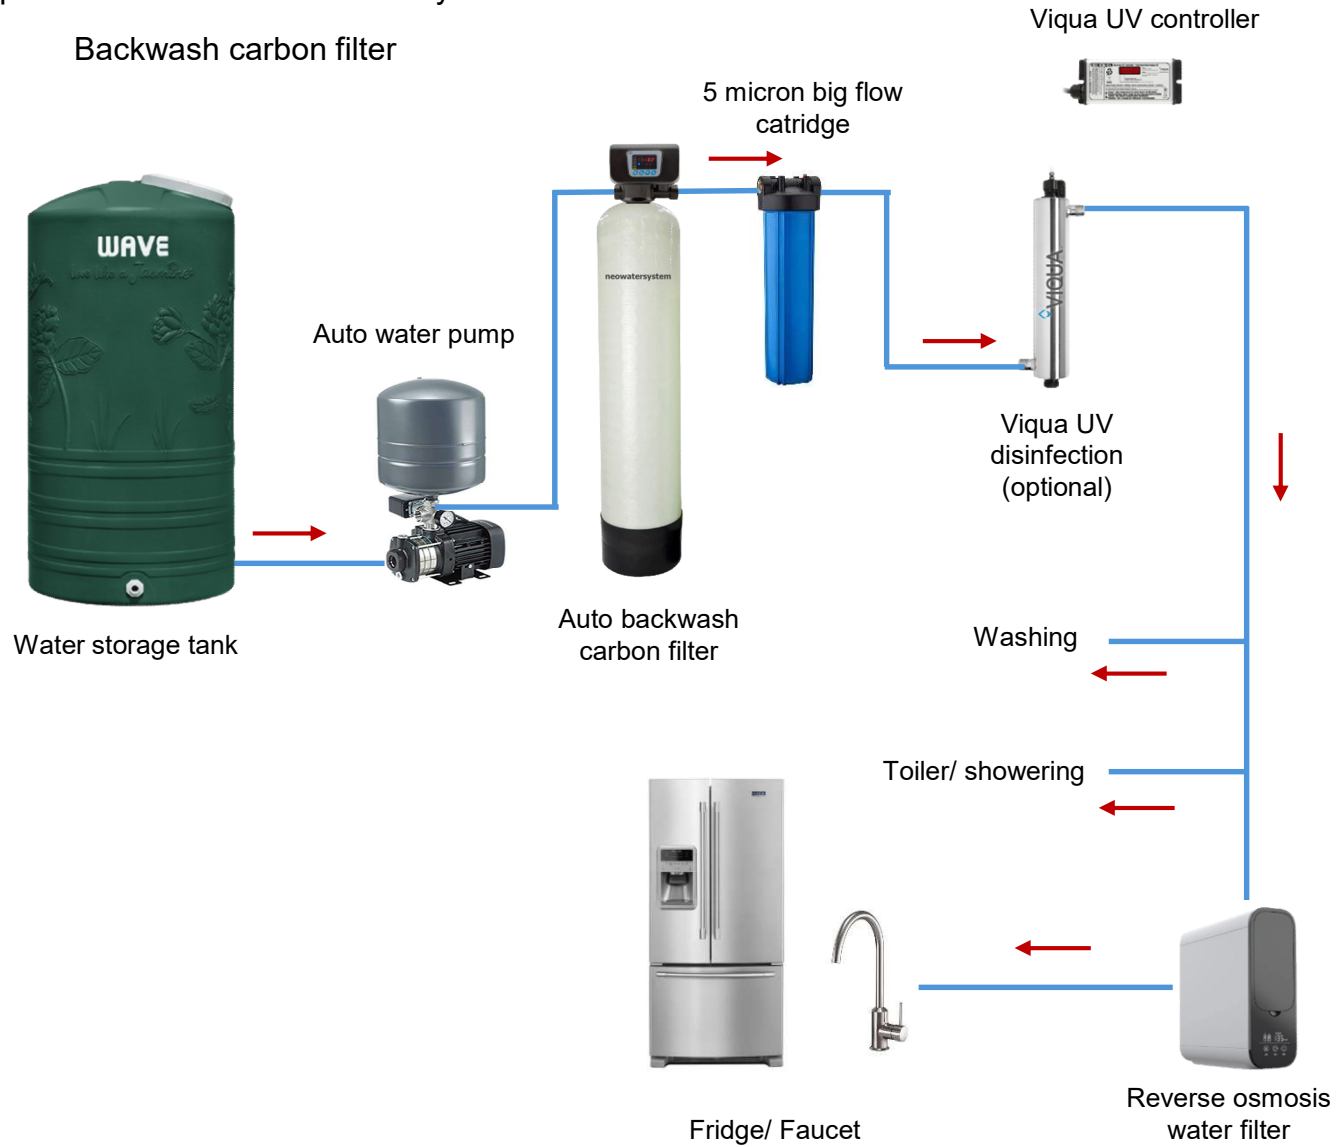 Backwash carbon filter
Viqua UV controller
5 micron big flow
catridge
WAVE
neowatersystem
VIQUA
Auto water pump
Viqua UV
disinfection
(optional)
Water storage tank
Auto backwash
carbon filter
Washing
Toiler/ showering
Fridge/ Faucet
Reverse osmosis
water filter